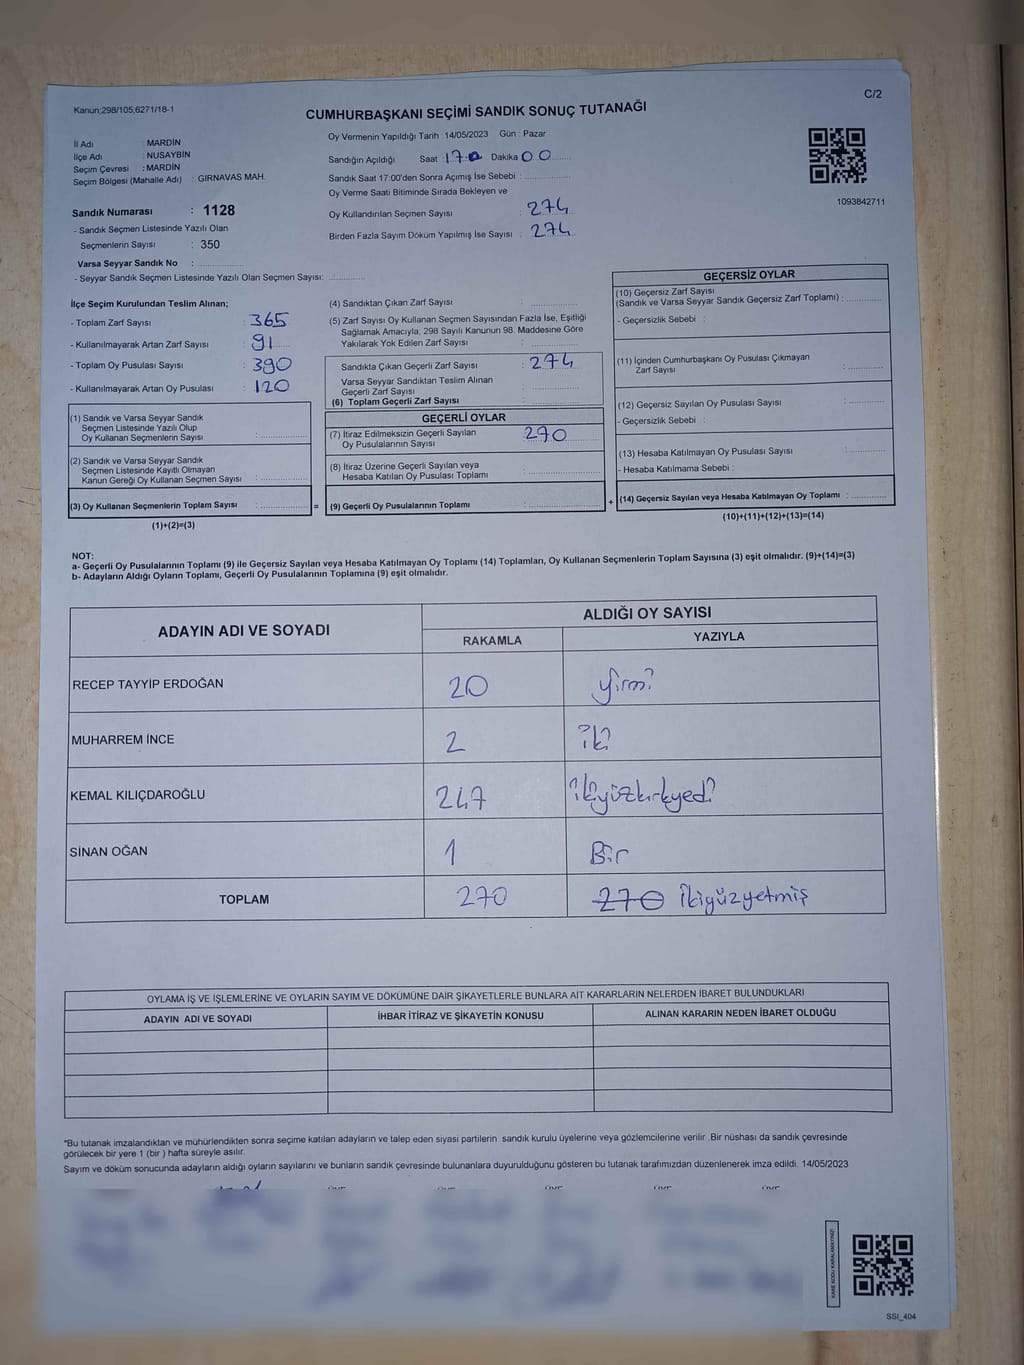 Kanun:298/105,6271/18-1
C/2
CUMHURBAŞKANI SEÇİMİ SANDIK SONUÇ TUTANAĞI
İl Adı : MARDİN
İlçe Adı : NUSAYBİN
Seçim Çevresi : MARDİN
Seçim Bölgesi (Mahalle Adı) : GIRNAVAS MAH.
Oy Vermenin Yapıldığı Tarih : 14/05/2023 Gün : Pazar
Sandığın Açıldığı Saat 17:0 Dakika 00
Sandık Saat 17:00'den Sonra Açımış İse Sebebi :
Oy Verme Saati Bitiminde Sırada Bekleyen ve
Oy Kullandırılan Seçmen Sayısı : 274
Birden Fazla Sayım Döküm Yapılmış İse Sayısı : 274
1093842711
Sandık Numarası : 1128
- Sandık Seçmen Listesinde Yazılı Olan
Seçmenlerin Sayısı : 350
Varsa Seyyar Sandık No :
- Seyyar Sandık Seçmen Listesinde Yazılı Olan Seçmen Sayısı:
İlçe Seçim Kurulundan Teslim Alınan;
- Toplam Zarf Sayısı : 365
- Kullanılmayarak Artan Zarf Sayısı : 91
- Toplam Oy Pusulası Sayısı : 390
- Kullanılmayarak Artan Oy Pusulası : 120
(1) Sandık ve Varsa Seyyar Sandık
Seçmen Listesinde Yazılı Olup
Oy Kullanan Seçmenlerin Sayısı :
(2) Sandık ve Varsa Seyyar Sandık
Seçmen Listesinde Kayıtlı Olmayan
Kanun Gereği Oy Kullanan Seçmen Sayısı :
(3) Oy Kullanan Seçmenlerin Toplam Sayısı : =
(1)+(2)=(3)
(4) Sandıktan Çıkan Zarf Sayısı :
(5) Zarf Sayısı Oy Kullanan Seçmen Sayısından Fazla İse, Eşitliği
Sağlamak Amacıyla, 298 Sayılı Kanunun 98. Maddesine Göre
Yakılarak Yok Edilen Zarf Sayısı :
Sandıkta Çıkan Geçerli Zarf Sayısı : 274
Varsa Seyyar Sandıktan Teslim Alınan
Geçerli Zarf Sayısı :
(6) Toplam Geçerli Zarf Sayısı :
GEÇERLİ OYLAR
(7) İtiraz Edilmeksizin Geçerli Sayılan
Oy Pusulalarının Sayısı : 270
(8) İtiraz Üzerine Geçerli Sayılan veya
Hesaba Katılan Oy Pusulası Toplamı :
(9) Geçerli Oy Pusulalarının Toplamı : +
GEÇERSİZ OYLAR
(10) Geçersiz Zarf Sayısı
(Sandık ve Varsa Seyyar Sandık Geçersiz Zarf Toplamı) :
- Geçersizlik Sebebi :
(11) İçinden Cumhurbaşkanı Oy Pusulası Çıkmayan
Zarf Sayısı :
(12) Geçersiz Sayılan Oy Pusulası Sayısı :
- Geçersizlik Sebebi :
(13) Hesaba Katılmayan Oy Pusulası Sayısı :
- Hesaba Katılmama Sebebi :
(14) Geçersiz Sayılan veya Hesaba Katılmayan Oy Toplamı :
(10)+(11)+(12)+(13)=(14)
NOT:
a- Geçerli Oy Pusulalarının Toplamı (9) ile Geçersiz Sayılan veya Hesaba Katılmayan Oy Toplamı (14) Toplamları, Oy Kullanan Seçmenlerin Toplam Sayısına (3) eşit olmalıdır. (9)+(14)=(3)
b- Adayların Aldığı Oyların Toplamı, Geçerli Oy Pusulalarının Toplamına (9) eşit olmalıdır.
ADAYIN ADI VE SOYADI
ALDIĞI OY SAYISI
RAKAMLA YAZIYLA
RECEP TAYYİP ERDOĞAN 20 yirmi
MUHARREM İNCE 2 iki
KEMAL KILIÇDAROĞLU 247 ikiyüzkırkyedi
SİNAN OĞAN 1 Bir
TOPLAM 270 270 İkiyüzyetmiş
OYLAMA İŞ VE İŞLEMLERİNE VE OYLARIN SAYIM VE DÖKÜMÜNE DAİR ŞİKAYETLERLE BUNLARA AİT KARARLARIN NELERDEN İBARET BULUNDUKLARI
ADAYIN ADI VE SOYADI İHBAR İTİRAZ VE ŞİKAYETİN KONUSU ALINAN KARARIN NEDEN İBARET OLDUĞU
*Bu tutanak imzalandıktan ve mühürlendikten sonra seçime katılan adayların ve talep eden siyasi partilerin sandık kurulu üyelerine veya gözlemcilerine verilir .Bir nüshası da sandık çevresinde
görülecek bir yere 1 (bir ) hafta süreyle asılır.
Sayım ve döküm sonucunda adayların aldığı oyların sayılarını ve bunların sandık çevresinde bulunanlara duyurulduğunu gösteren bu tutanak tarafımızdan düzenlenerek imza edildi. 14/05/2023
KARE KODU KARALAMAYINIZ!
SSI_404